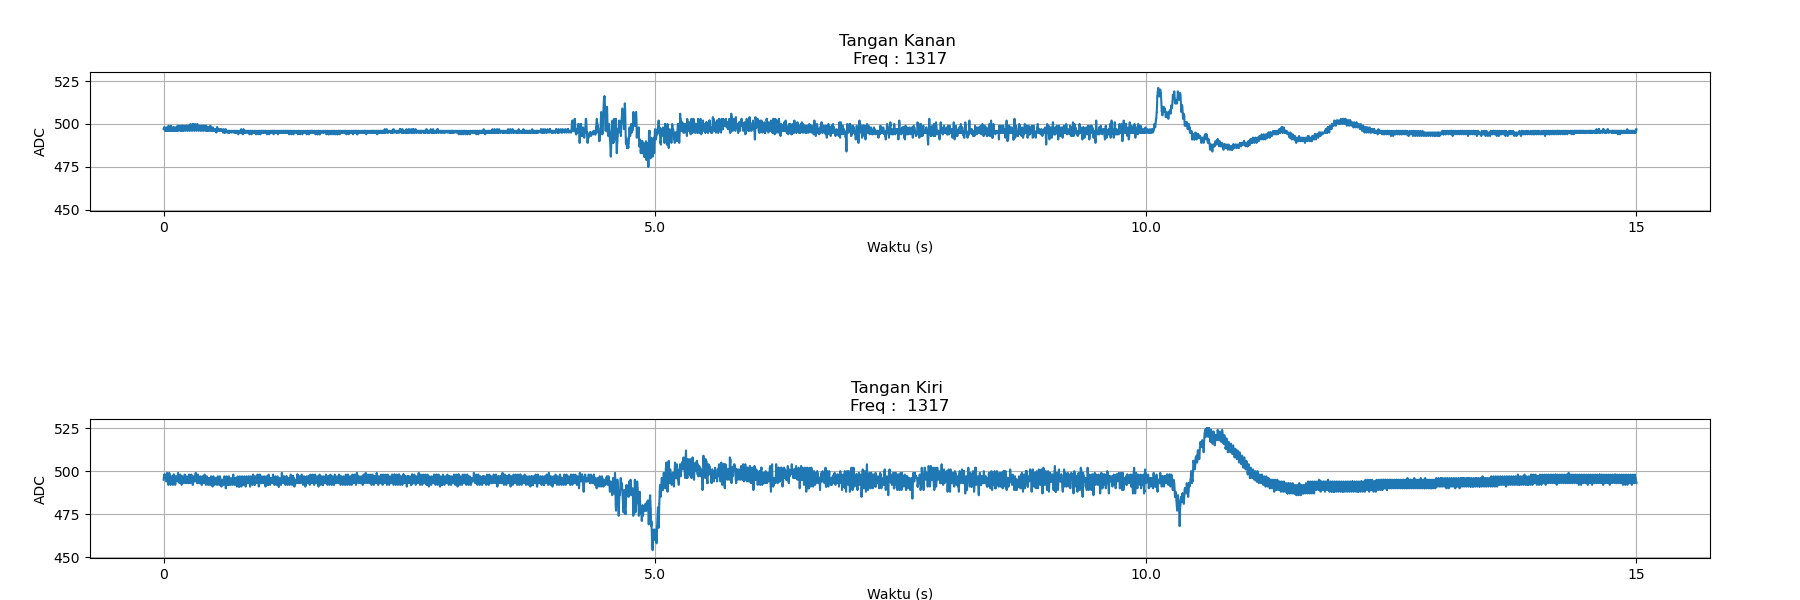 Tangan Kanan
Freq : 1317
525
500
475
450
ADC
0 5.0 10.0 15
Waktu (s)
Tangan Kiri
Freq :  1317
525
500
475
450
ADC
0 5.0 10.0 15
Waktu (s)